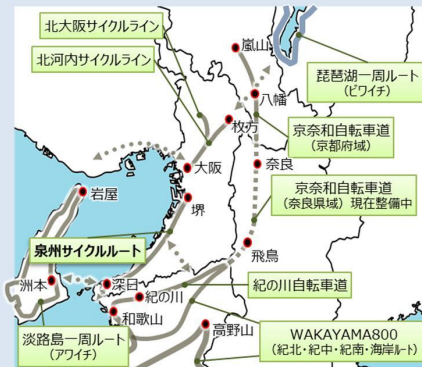 北大阪サイクルライン
北河内サイクルライン
嵐山
琵琶湖一周ルート
（ビワイチ）
八幡
枚方
京奈和自転車道
（京都府域）
大阪
奈良
岩屋
堺
京奈和自転車道
（奈良県域）現在整備中
泉州サイクルルート
飛鳥
洲本
深日
紀の川
紀の川自転車道
和歌山
高野山
淡路島一周ルート
（アワイチ）
WAKAYAMA800
（紀北・紀中・紀南・海岸ルート）